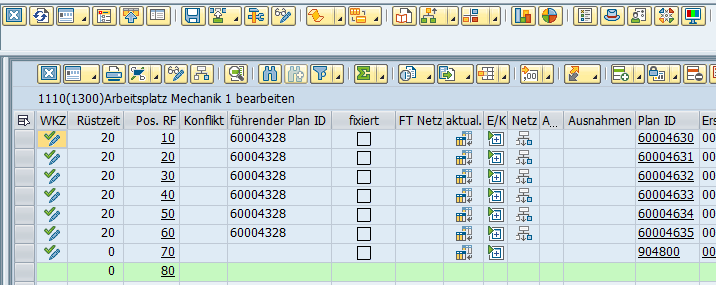 1110(1300)Arbeitsplatz Mechanik 1 bearbeiten
WKZ Rüstzeit Pos. RF Konflikt führender Plan ID fixiert FT Netz aktual. E/K Netz A... Ausnahmen Plan ID Ers
20 10 60004328 60004630 00
20 20 60004328 60004631 00
20 30 60004328 60004632 00
20 40 60004328 60004633 00
20 50 60004328 60004634 00
20 60 60004328 60004635 00
0 70 904800 00
0 80